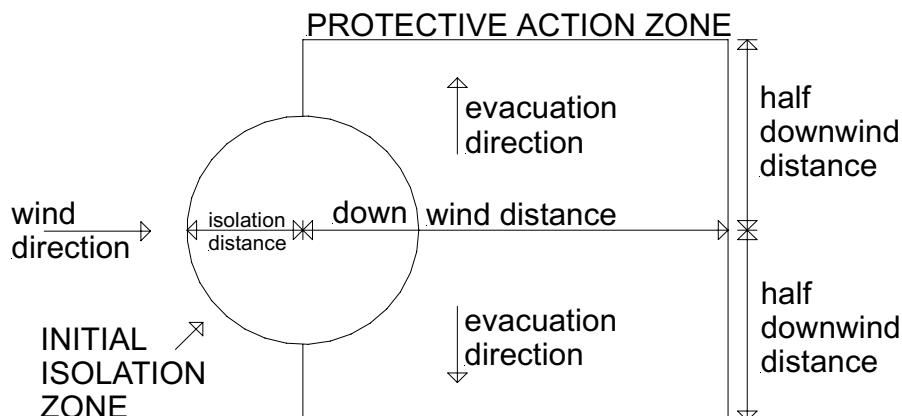 PROTECTIVE ACTION ZONE
evacuation
direction
half
downwind
distance
wind
direction
isolation
distance
down wind distance
evacuation
direction
half
downwind
distance
INITIAL
ISOLATION
ZONE